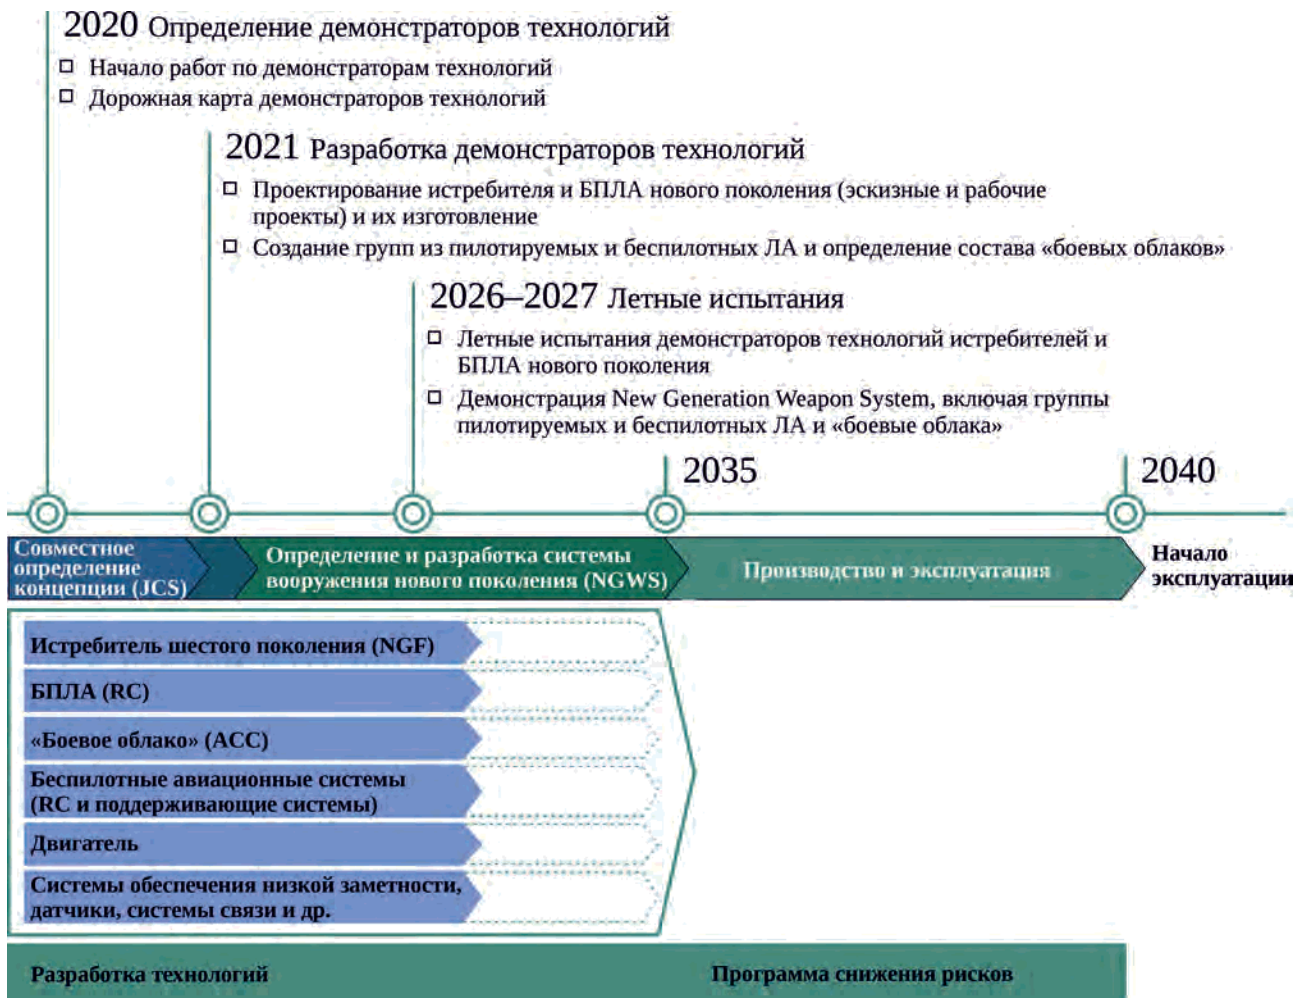 2020 Определение демонстраторов технологий
Начало работ по демонстраторам технологий
Дорожная карта демонстраторов технологий
2021 Разработка демонстраторов технологий
Проектирование истребителя и БПЛА нового поколения (эскизные и рабочие
проекты) и их изготовление
Создание групп из пилотируемых и беспилотных ЛА и определение состава «боевых облаков»
2026–2027 Летные испытания
Летные испытания демонстраторов технологий истребителей и
БПЛА нового поколения
Демонстрация New Generation Weapon System, включая группы
пилотируемых и беспилотных ЛА и «боевые облака»
2035
2040
Совместное
определение
концепции (JCS)
Определение и разработка системы
вооружения нового поколения (NGWS)
Производство и эксплуатация
Начало
эксплуатации
Истребитель шестого поколения (NGF)
БПЛА (RC)
«Боевое облако» (ACC)
Беспилотные авиационные системы
(RC и поддерживающие системы)
Двигатель
Системы обеспечения низкой заметности,
датчики, системы связи и др.
Разработка технологий
Программа снижения рисков